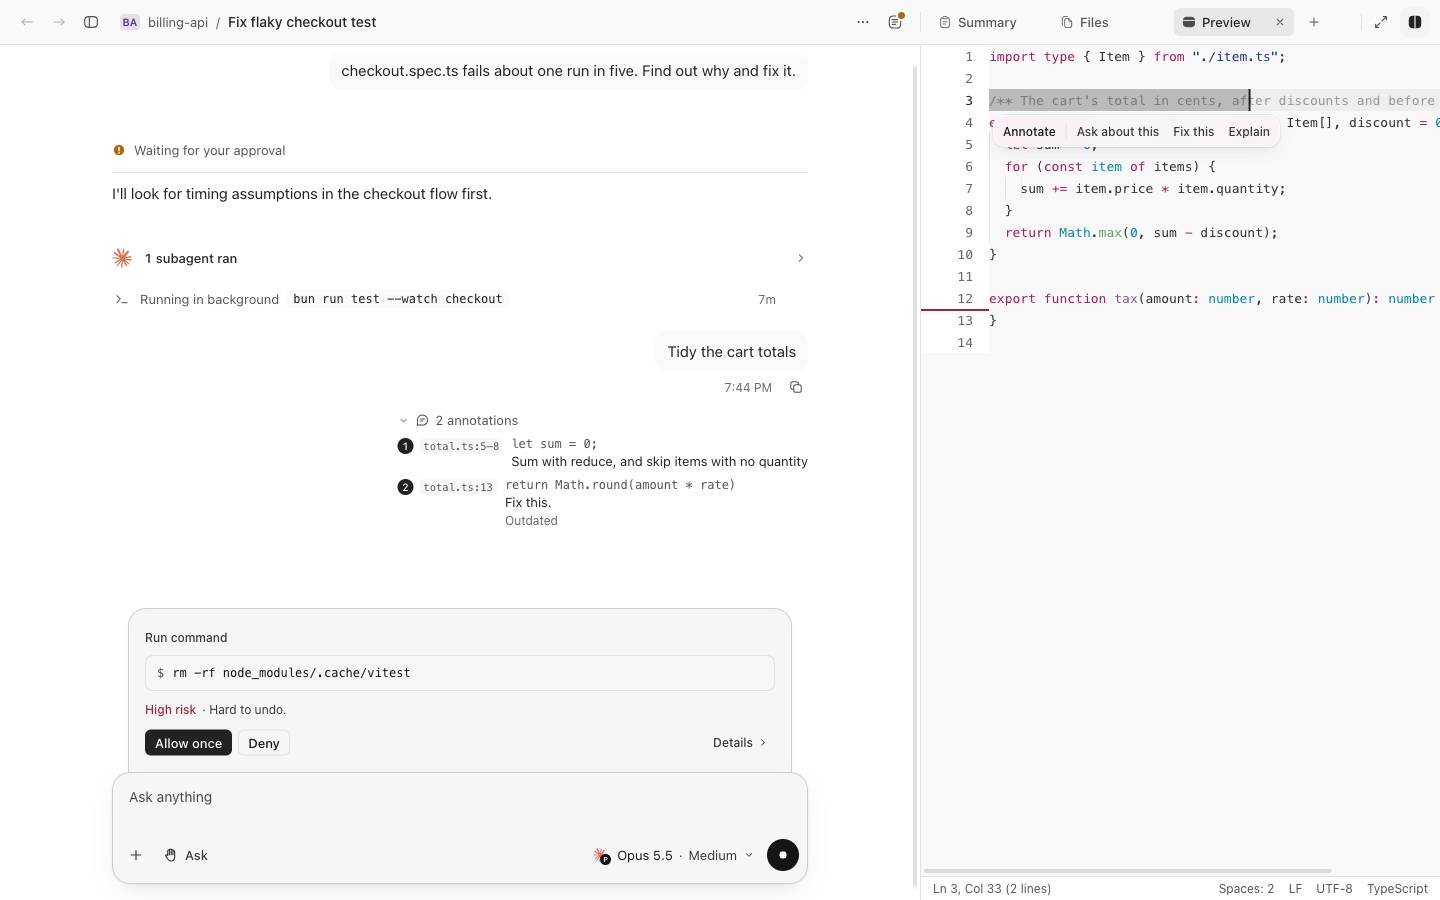 BA billing-api / Fix flaky checkout test
Summary
Files
Preview
checkout.spec.ts fails about one run in five. Find out why and fix it.
Waiting for your approval
I'll look for timing assumptions in the checkout flow first.
1 subagent ran
Running in background bun run test --watch checkout 7m
Tidy the cart totals
7:44 PM
2 annotations
1 total.ts:5–8 let sum = 0;
Sum with reduce, and skip items with no quantity
2 total.ts:13 return Math.round(amount * rate)
Fix this.
Outdated
Run command
$ rm -rf node_modules/.cache/vitest
High risk · Hard to undo.
Allow once
Deny
Details
Ask anything
Ask
P Opus 5.5 · Medium
1 import type { Item } from "./item.ts";
2
3 /** The cart's total in cents, after discounts and before
4 Item[], discount = 0
Annotate Ask about this Fix this Explain
5
6 for (const item of items) {
7 sum += item.price * item.quantity;
8 }
9 return Math.max(0, sum − discount);
10 }
11
12 export function tax(amount: number, rate: number): number
13 }
14
Ln 3, Col 33 (2 lines)
Spaces: 2 LF UTF-8 TypeScript